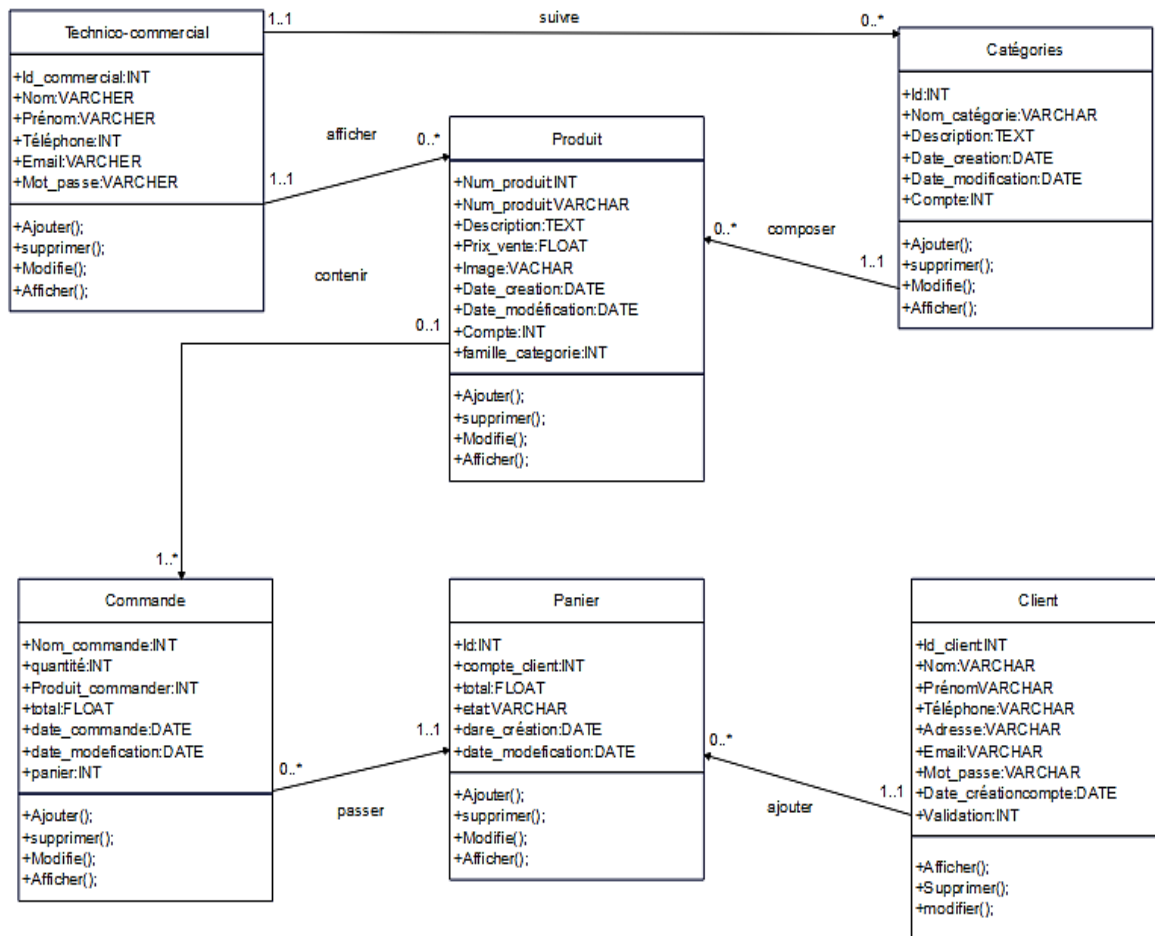 1..1
suivre
0..*
Technico-commercial
+Id_commercial:INT
+Nom:VARCHER
+Prénom:VARCHER
+Téléphone:INT
+Email:VARCHER
+Mot_passe:VARCHER
+Ajouter();
+supprimer();
+Modifie();
+Afficher();
Catégories
+Id:INT
+Nom_catégorie:VARCHAR
+Description:TEXT
+Date_creation:DATE
+Date_modification:DATE
+Compte:INT
+Ajouter();
+supprimer();
+Modifie();
+Afficher();
afficher
0..*
1..1
Produit
+Num_produit:INT
+Num_produit:VARCHAR
+Description:TEXT
+Prix_vente:FLOAT
+Image:VACHAR
+Date_creation:DATE
+Date_modéfication:DATE
+Compte:INT
+famille_categorie:INT
+Ajouter();
+supprimer();
+Modifie();
+Afficher();
0..*
composer
1..1
contenir
0..1
1..*
Commande
+Nom_commande:INT
+quantité:INT
+Produit_commander:INT
+total:FLOAT
+date_commande:DATE
+date_modefication:DATE
+panier:INT
+Ajouter();
+supprimer();
+Modifie();
+Afficher();
1..1
0..*
passer
Panier
+Id:INT
+compte_client:INT
+total:FLOAT
+etat:VARCHAR
+dare_création:DATE
+date_modefication:DATE
+Ajouter();
+supprimer();
+Modifie();
+Afficher();
0..*
1..1
ajouter
Client
+Id_client:INT
+Nom:VARCHAR
+PrénomVARCHAR
+Téléphone:VARCHAR
+Adresse:VARCHAR
+Email:VARCHAR
+Mot_passe:VARCHAR
+Date_créationcompte:DATE
+Validation:INT
+Afficher();
+Supprimer();
+modifier();